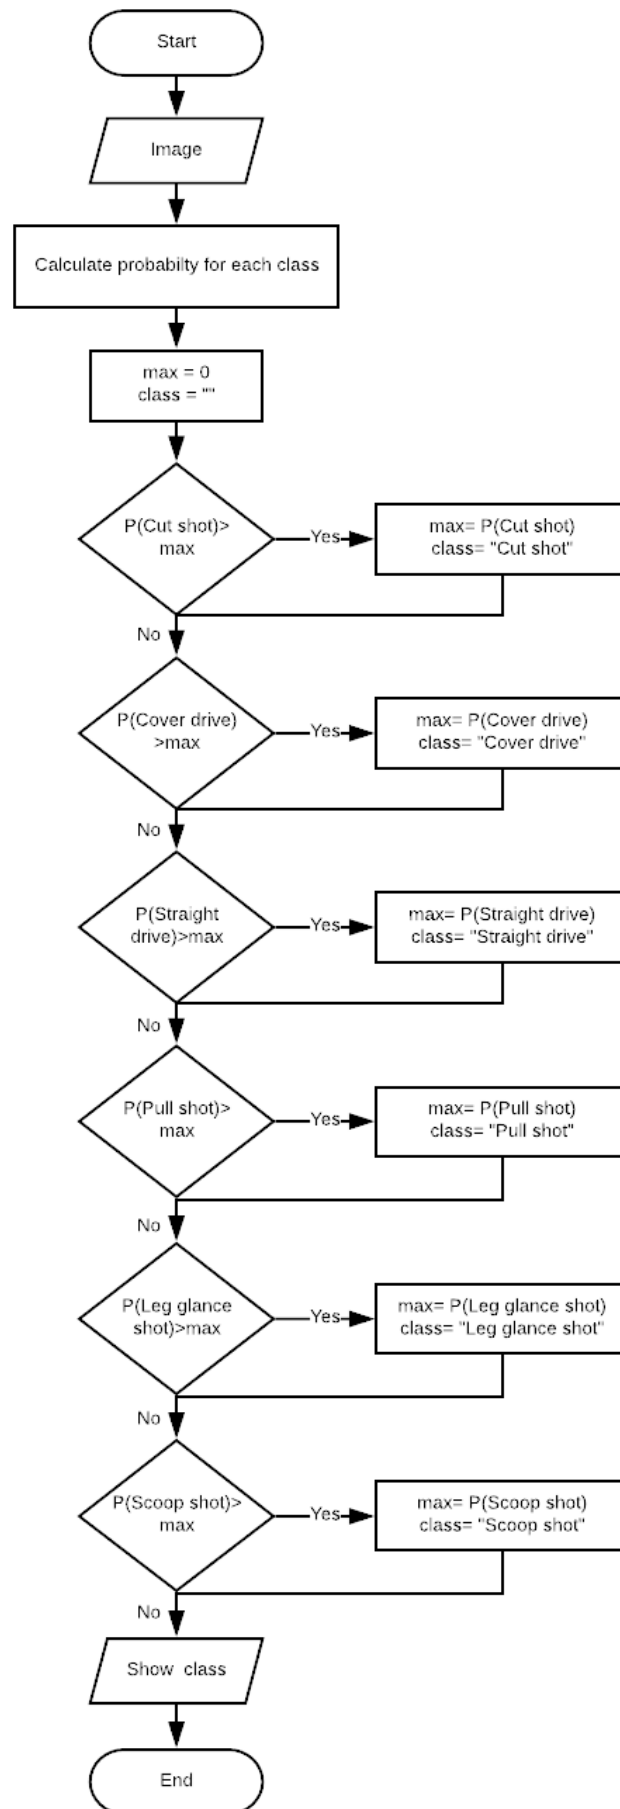 Start
Image
Calculate probabilty for each class
max = 0
class = ""
P(Cut shot)>
max
Yes
max= P(Cut shot)
class= "Cut shot"
No
P(Cover drive)
>max
Yes
max= P(Cover drive)
class= "Cover drive"
No
P(Straight
drive)>max
Yes
max= P(Straight drive)
class= "Straight drive"
No
P(Pull shot)>
max
Yes
max= P(Pull shot)
class= "Pull shot"
No
P(Leg glance
shot)>max
Yes
max= P(Leg glance shot)
class= "Leg glance shot"
No
P(Scoop shot)>
max
Yes
max= P(Scoop shot)
class= "Scoop shot"
No
Show class
End